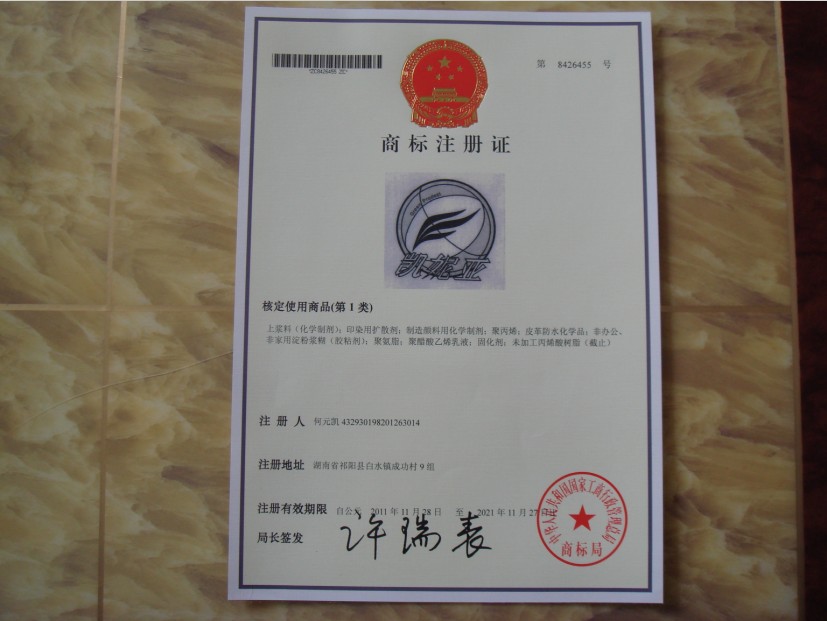 第 8426455 号
商标注册证
凯妮亚
核定使用商品(第 1 类)
上浆料（化学制剂）；印染用扩散剂；制造颜料用化学制剂；聚丙烯；皮革防水化学品；非办公、
非家用淀粉浆糊（胶粘剂）；聚氨脂；聚醋酸乙烯乳液；固化剂；未加工丙烯酸树脂（截止）
注 册 人 何元凯 432930198201263014
注册地址 湖南省祁阳县白水镇成功村 9 组
注册有效期限 自公元 2011 年 11 月 28 日 至 2021 年 11 月 27 日
局长签发 许瑞表
中华人民共和国国家工商行政管理总局
商标局